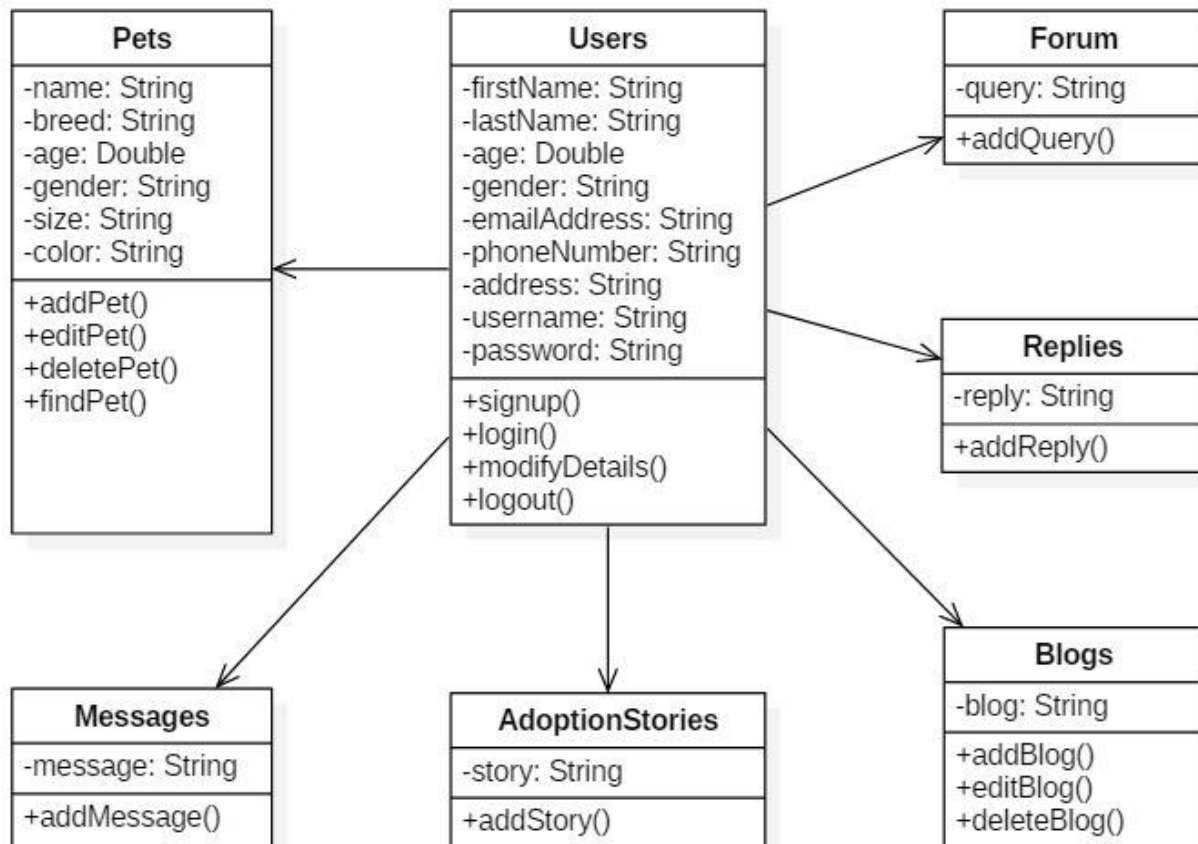 Pets
-name: String
-breed: String
-age: Double
-gender: String
-size: String
-color: String
+addPet()
+editPet()
+deletePet()
+findPet()
Users
-firstName: String
-lastName: String
-age: Double
-gender: String
-emailAddress: String
-phoneNumber: String
-address: String
-username: String
-password: String
+signup()
+login()
+modifyDetails()
+logout()
Forum
-query: String
+addQuery()
Replies
-reply: String
+addReply()
Messages
-message: String
+addMessage()
AdoptionStories
-story: String
+addStory()
Blogs
-blog: String
+addBlog()
+editBlog()
+deleteBlog()